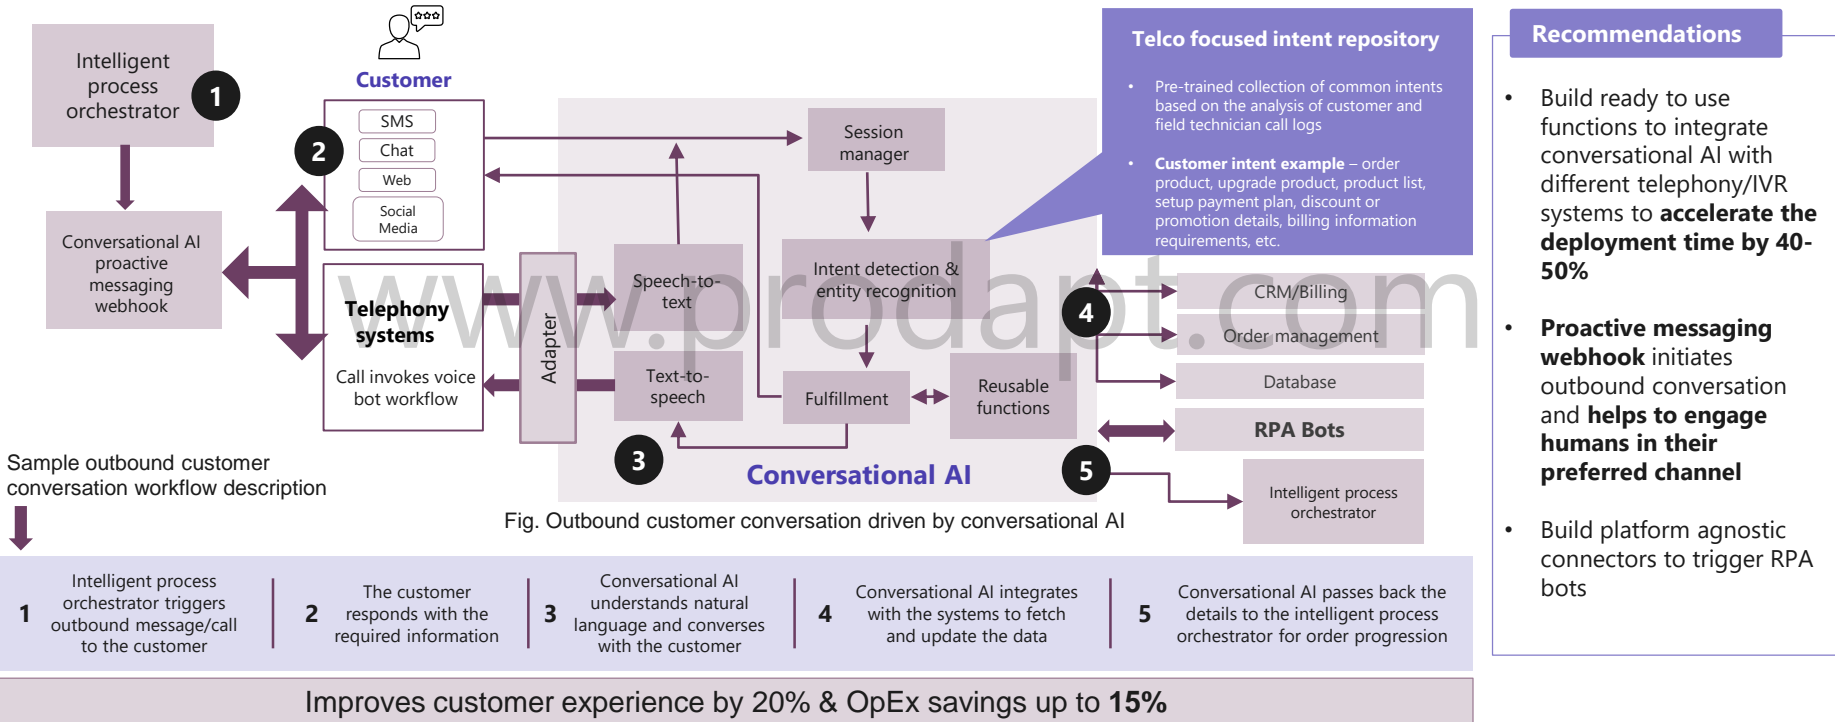 Intelligent
process
orchestrator
1
Conversational AI
proactive
messaging
webhook
Customer
2
SMS
Chat
Web
Social
Media
Telephony
systems
Call invokes voice
bot workflow
Adapter
Speech-to-
text
Text-to-
speech
3
Session
manager
Intent detection &
entity recognition
Fulfillment
Reusable
functions
Conversational AI
Telco focused intent repository
• Pre-trained collection of common intents
based on the analysis of customer and
field technician call logs
• Customer intent example – order
product, upgrade product, product list,
setup payment plan, discount or
promotion details, billing information
requirements, etc.
4
CRM/Billing
Order management
Database
RPA Bots
5
Intelligent process
orchestrator
www.prodapt.com
Fig. Outbound customer conversation driven by conversational AI
Sample outbound customer
conversation workflow description
1
Intelligent process
orchestrator triggers
outbound message/call
to the customer
2
The customer
responds with the
required information
3
Conversational AI
understands natural
language and converses
with the customer
4
Conversational AI integrates
with the systems to fetch
and update the data
5
Conversational AI passes back the
details to the intelligent process
orchestrator for order progression
Improves customer experience by 20% & OpEx savings up to 15%
Recommendations
• Build ready to use
functions to integrate
conversational AI with
different telephony/IVR
systems to accelerate the
deployment time by 40-
50%
• Proactive messaging
webhook initiates
outbound conversation
and helps to engage
humans in their
preferred channel
• Build platform agnostic
connectors to trigger RPA
bots